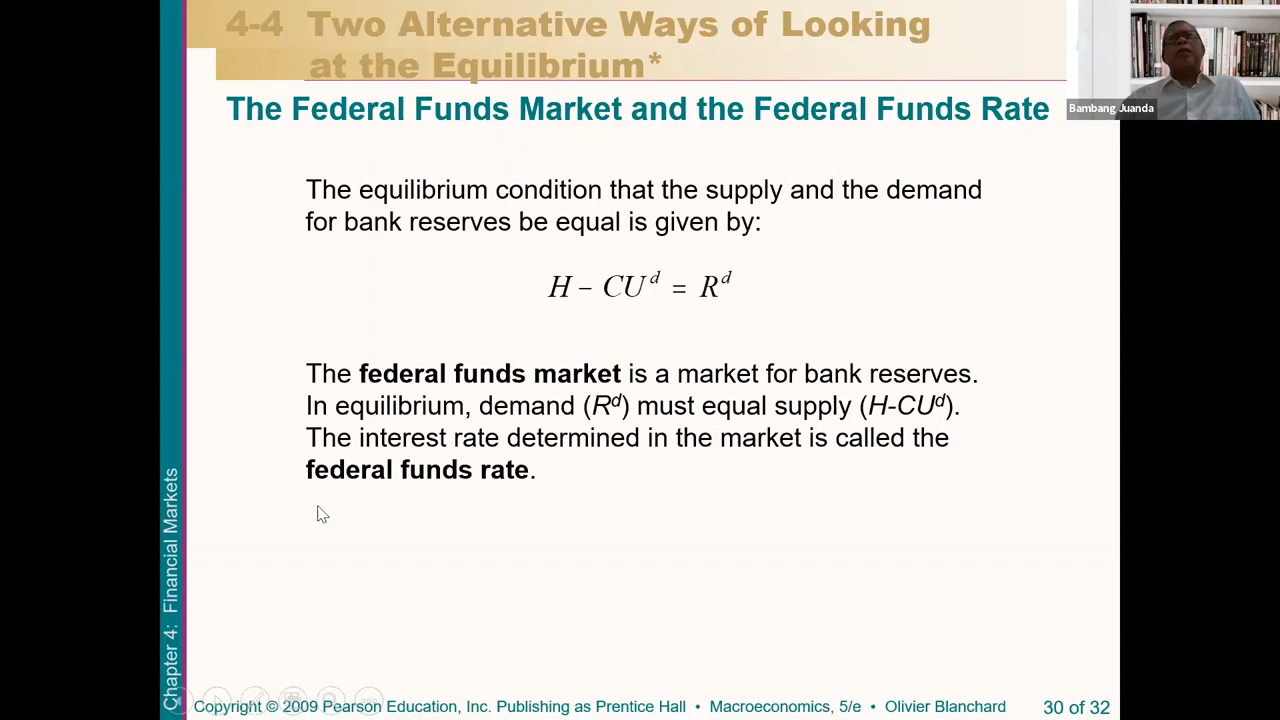 4-4 Two Alternative Ways of Looking
at the Equilibrium*
The Federal Funds Market and the Federal Funds Rate
Bambang Juanda
The equilibrium condition that the supply and the demand
for bank reserves be equal is given by:
H – CUᵈ = Rᵈ
The federal funds market is a market for bank reserves.
In equilibrium, demand (Rᵈ) must equal supply (H-CUᵈ).
The interest rate determined in the market is called the
federal funds rate.
Chapter 4: Financial Markets
Copyright © 2009 Pearson Education, Inc. Publishing as Prentice Hall • Macroeconomics, 5/e • Olivier Blanchard
30 of 32